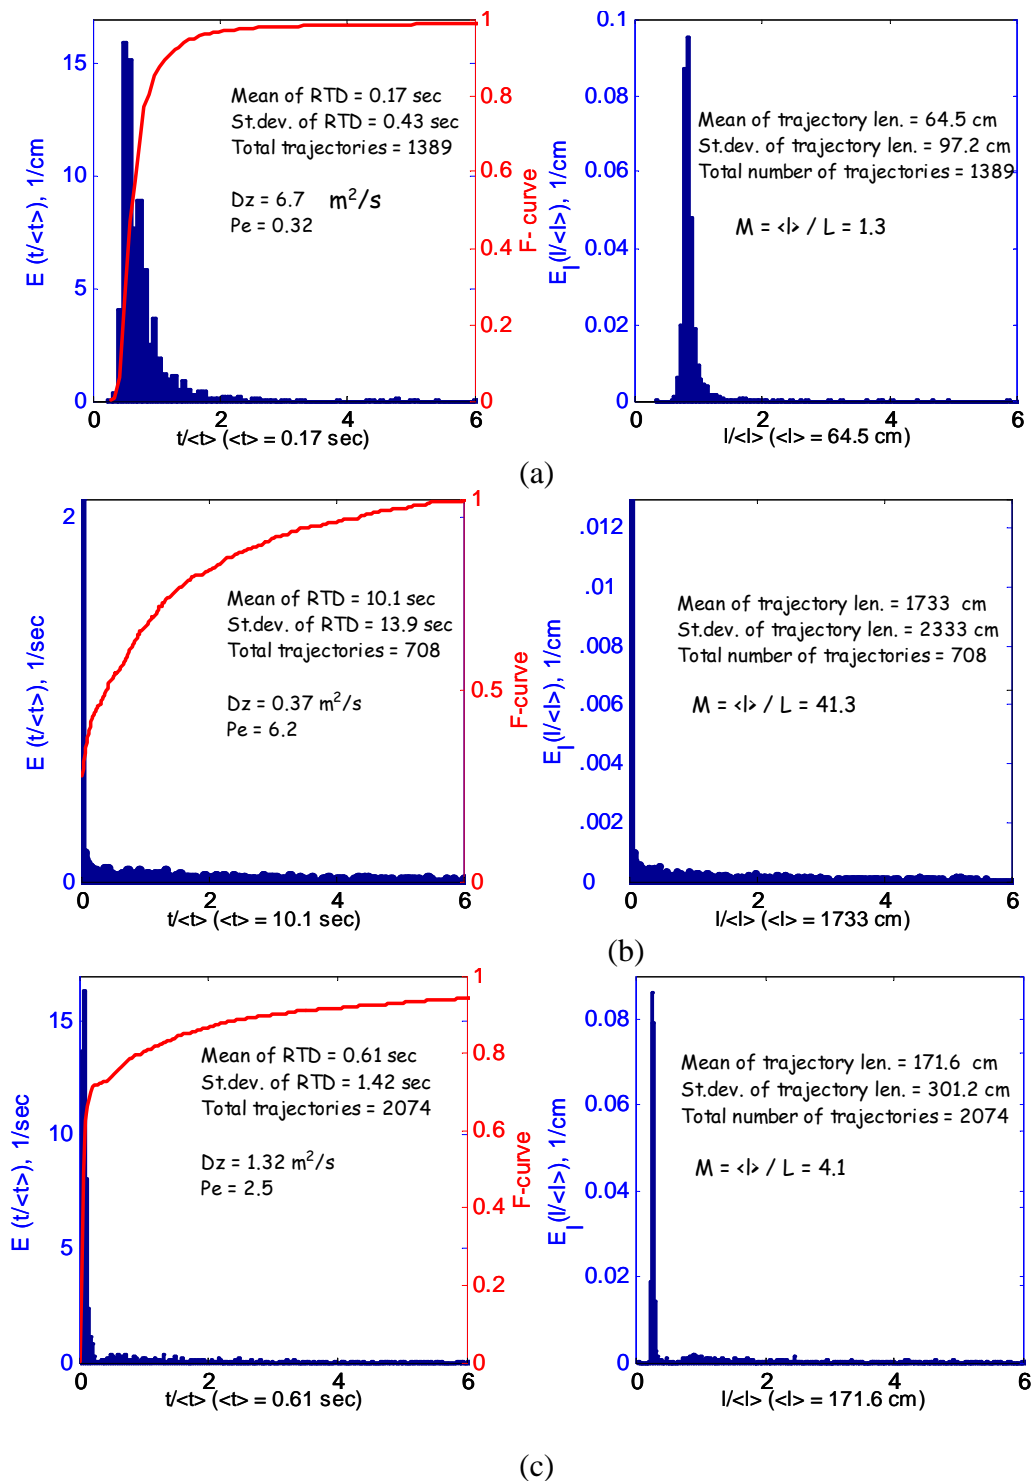 E (t/<t>), 1/cm
15
10
5
0
0 2 4 6
t/<t> (<t> = 0.17 sec)
Mean of RTD = 0.17 sec
St.dev. of RTD = 0.43 sec
Total trajectories = 1389
Dz = 6.7 m²/s
Pe = 0.32
1
0.8
0.6
0.4
0.2
0
F- curve
E_l(l/<l>), 1/cm
0.1
0.08
0.06
0.04
0.02
0
0 2 4 6
l/<l> (<l> = 64.5 cm)
Mean of trajectory len. = 64.5 cm
St.dev. of trajectory len. = 97.2 cm
Total number of trajectories = 1389
M = <l> / L = 1.3
(a)
E (t/<t>), 1/sec
2
0
0 2 4 6
t/<t> (<t> = 10.1 sec)
Mean of RTD = 10.1 sec
St.dev. of RTD = 13.9 sec
Total trajectories = 708
Dz = 0.37 m²/s
Pe = 6.2
1
0.5
0
F-curve
E_l(l/<l>), 1/cm
.012
.01
.008
.006
.004
.002
0
0 2 4 6
l/<l> (<l> = 1733 cm)
Mean of trajectory len. = 1733 cm
St.dev. of trajectory len. = 2333 cm
Total number of trajectories = 708
M = <l> / L = 41.3
(b)
E (t/<t>), 1/sec
15
10
5
0
0 2 4 6
t/<t> (<t> = 0.61 sec)
Mean of RTD = 0.61 sec
St.dev. of RTD = 1.42 sec
Total trajectories = 2074
Dz = 1.32 m²/s
Pe = 2.5
1
0.8
0.6
0.4
0.2
0
F-curve
E_l(l/<l>), 1/cm
0.08
0.06
0.04
0.02
0
0 2 4 6
l/<l> (<l> = 171.6 cm)
Mean of trajectory len. = 171.6 cm
St.dev. of trajectory len. = 301.2 cm
Total number of trajectories = 2074
M = <l> / L = 4.1
(c)